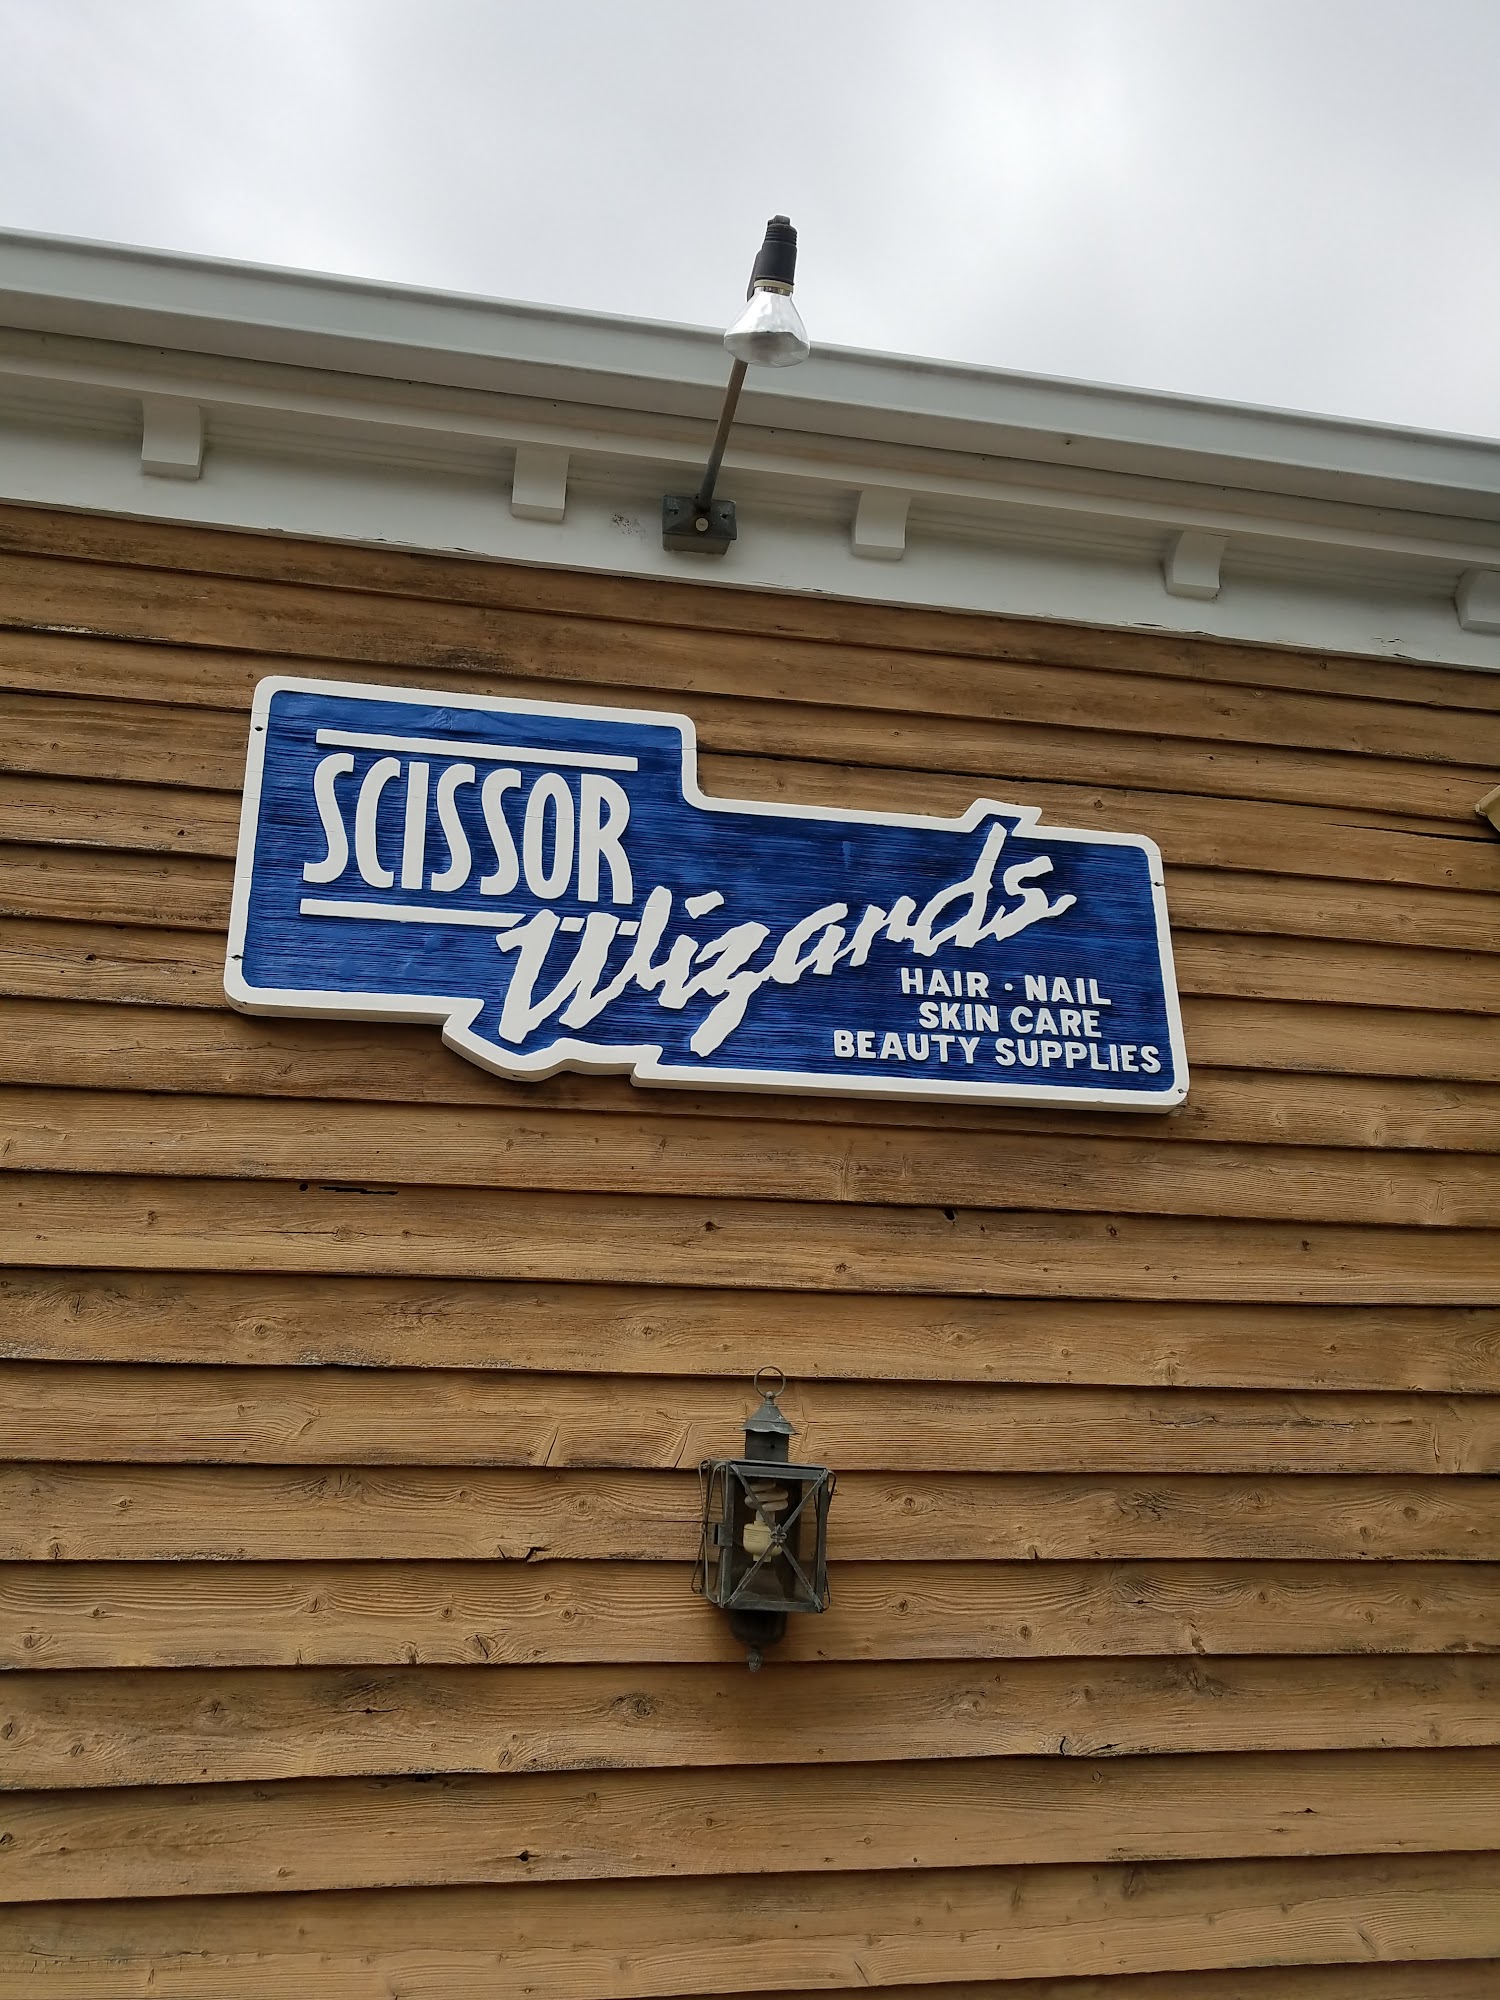 SCISSOR
Wizards
HAIR · NAIL
SKIN CARE
BEAUTY SUPPLIES